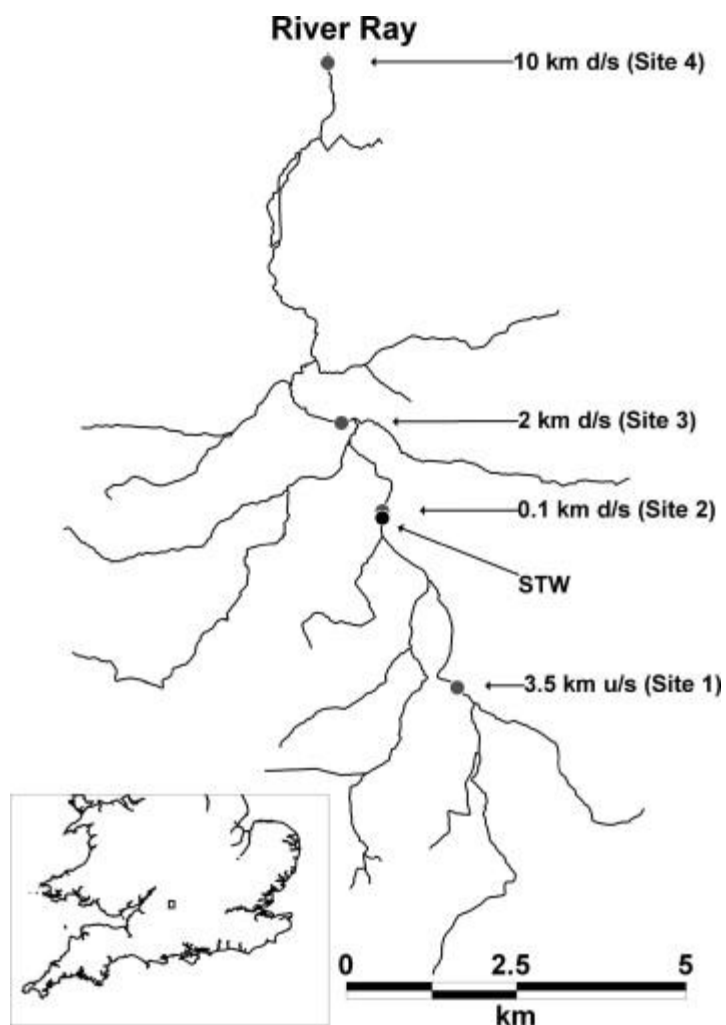 River Ray
10 km d/s (Site 4)
2 km d/s (Site 3)
0.1 km d/s (Site 2)
STW
3.5 km u/s (Site 1)
0 2.5 5
km